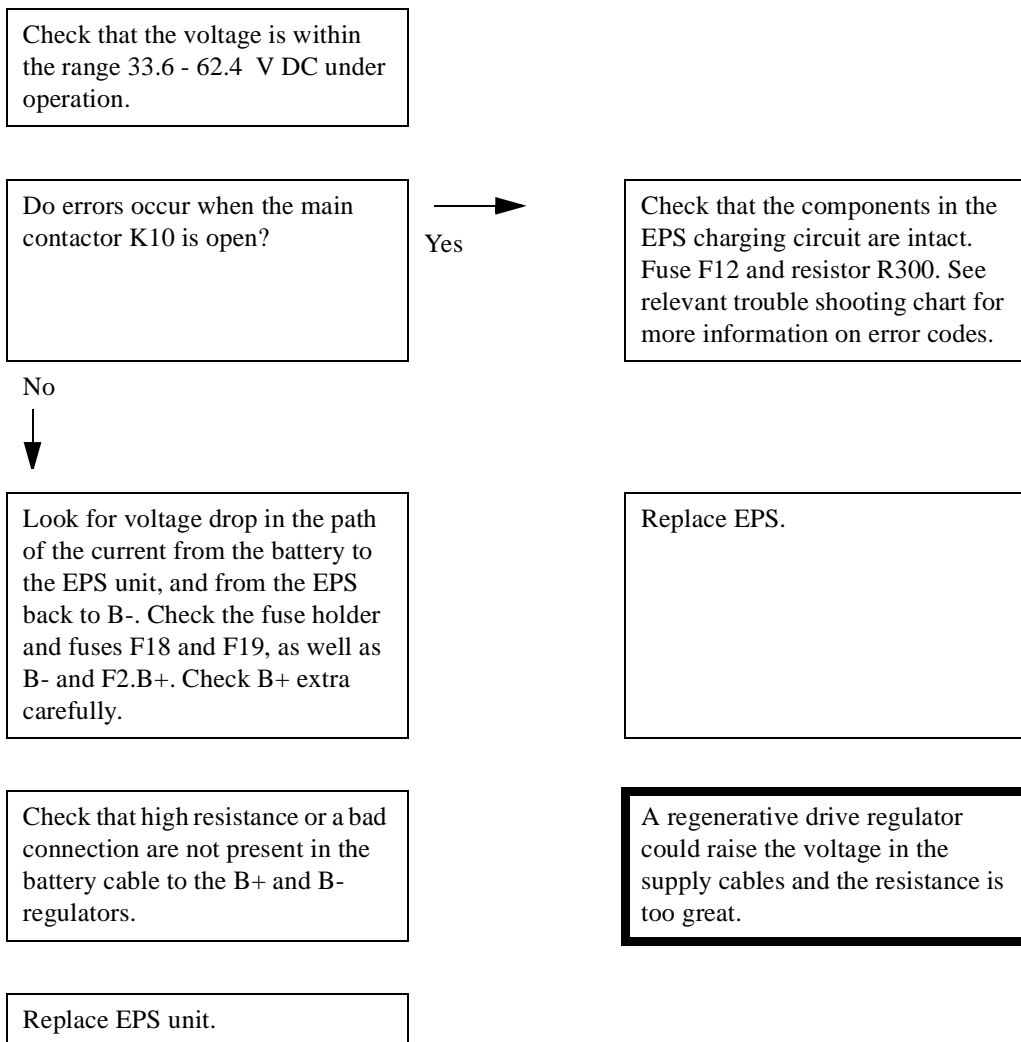 Check that the voltage is within
the range 33.6 - 62.4 V DC under
operation.
Do errors occur when the main
contactor K10 is open?
Yes
Check that the components in the
EPS charging circuit are intact.
Fuse F12 and resistor R300. See
relevant trouble shooting chart for
more information on error codes.
No
Look for voltage drop in the path
of the current from the battery to
the EPS unit, and from the EPS
back to B-. Check the fuse holder
and fuses F18 and F19, as well as
B- and F2.B+. Check B+ extra
carefully.
Replace EPS.
Check that high resistance or a bad
connection are not present in the
battery cable to the B+ and B-
regulators.
A regenerative drive regulator
could raise the voltage in the
supply cables and the resistance is
too great.
Replace EPS unit.